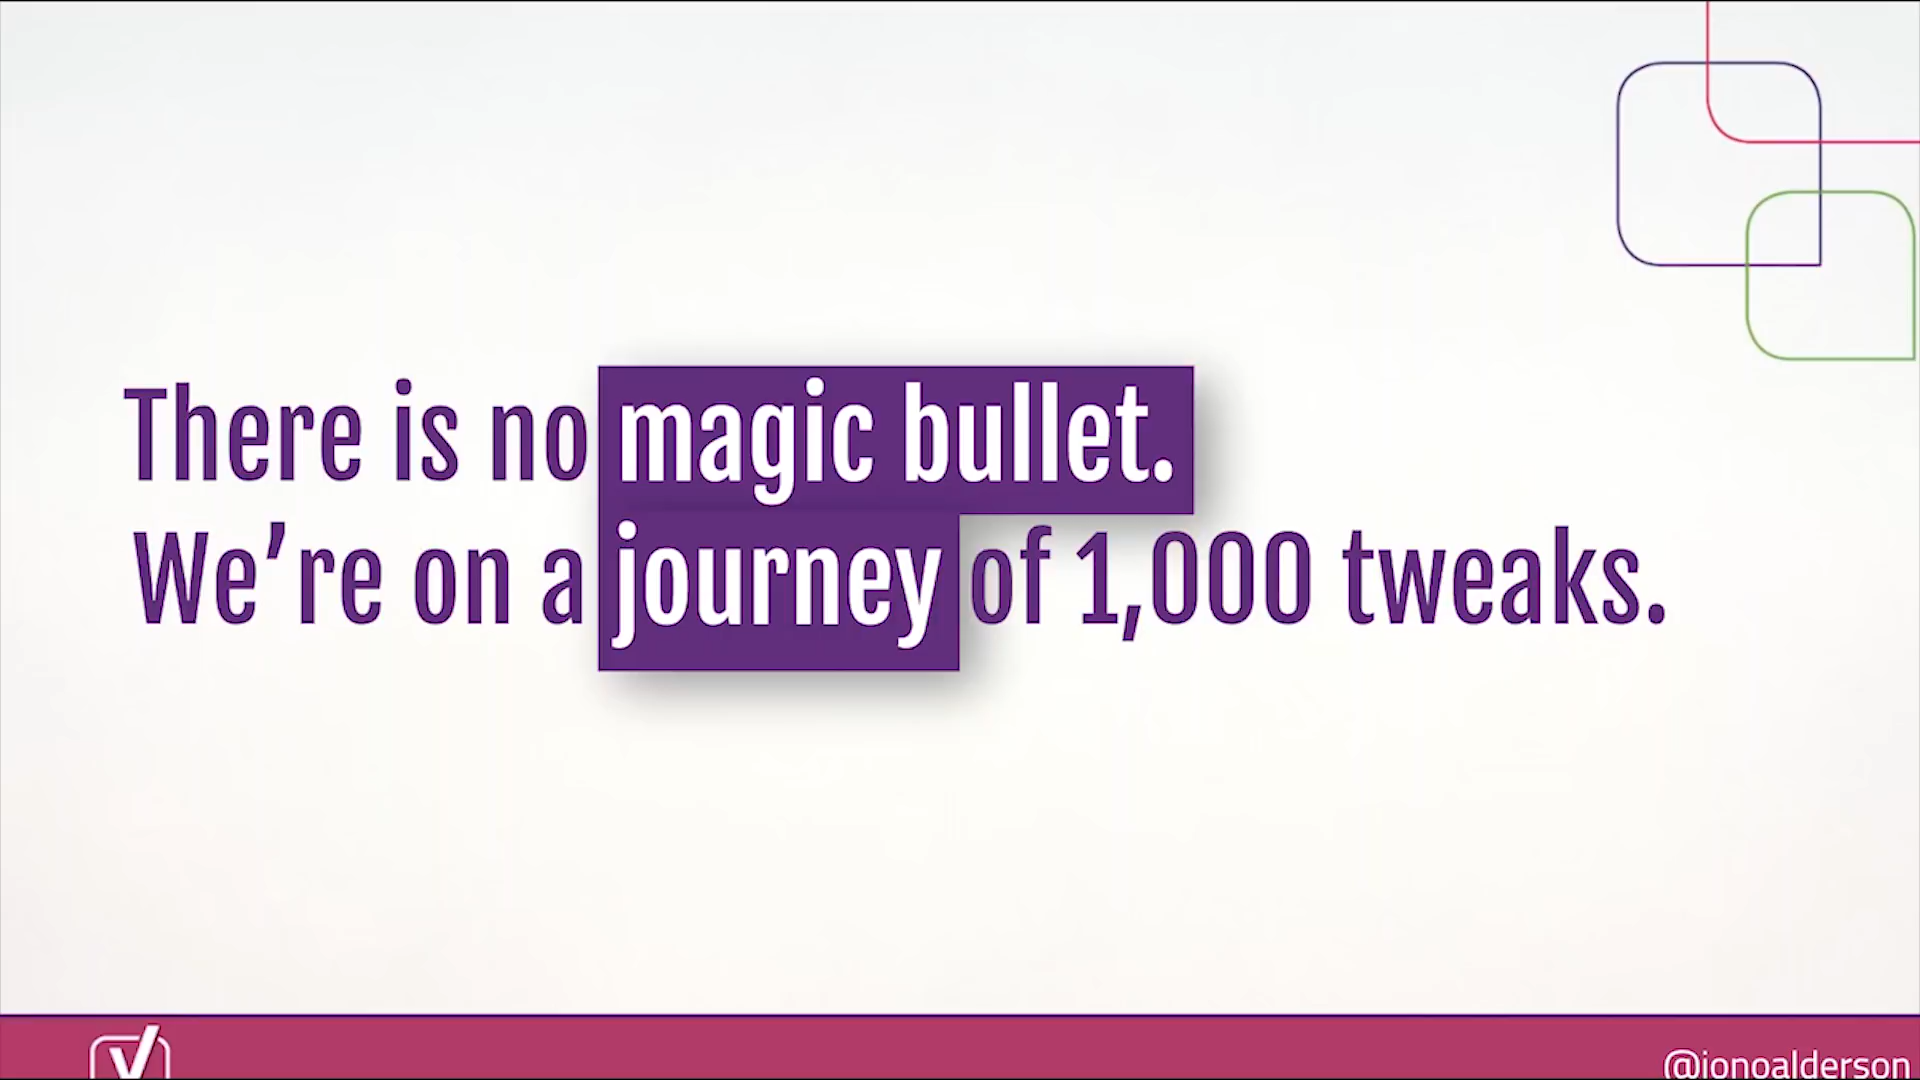 There is no magic bullet.
We’re on a journey of 1,000 tweaks.
@jonoalderson